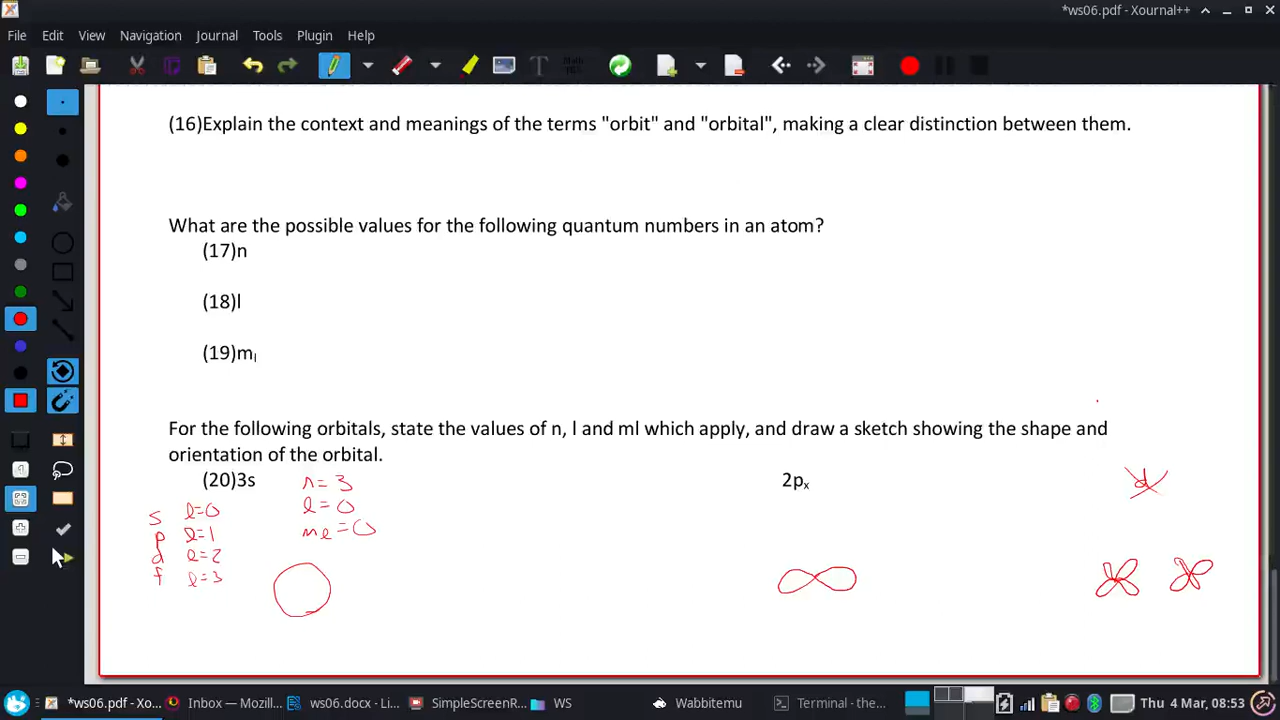 *ws06.pdf - Xournal++
File Edit View Navigation Journal Tools Plugin Help
(16)Explain the context and meanings of the terms "orbit" and "orbital", making a clear distinction between them.
What are the possible values for the following quantum numbers in an atom?
(17)n
(18)l
(19)mₗ
For the following orbitals, state the values of n, l and ml which apply, and draw a sketch showing the shape and
orientation of the orbital.
(20)3s n = 3 2pₓ d
s l=0 l = 0
p l=1 mₗ = 0
d l=2
f l=3
*ws06.pdf - Xo... Inbox — Mozill... ws06.docx - Li... SimpleScreenR... WS Wabbitemu Terminal - the... Thu 4 Mar, 08:53